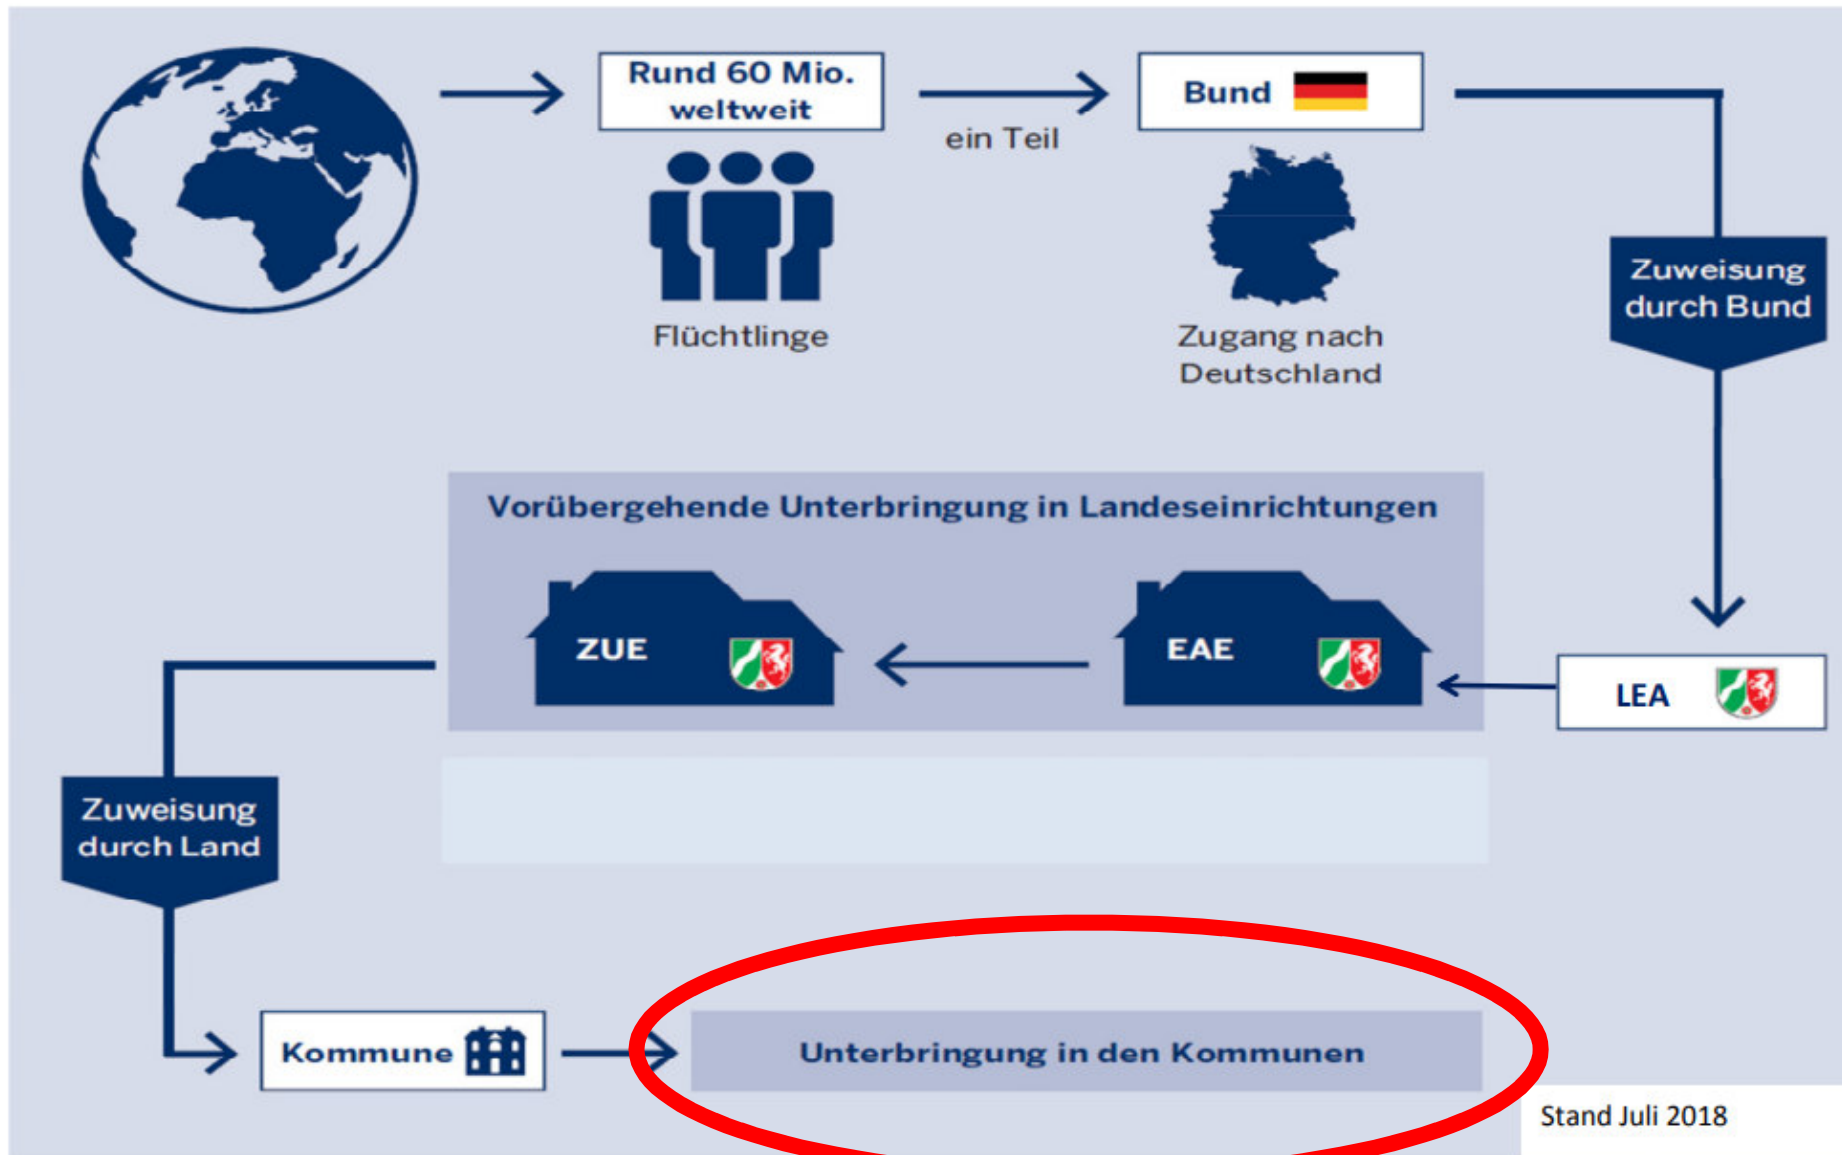 Rund 60 Mio.
weltweit
ein Teil
Bund
Flüchtlinge
Zugang nach
Deutschland
Zuweisung
durch Bund
Vorübergehende Unterbringung in Landeseinrichtungen
ZUE
EAE
LEA
Zuweisung
durch Land
Kommune
Unterbringung in den Kommunen
Stand Juli 2018